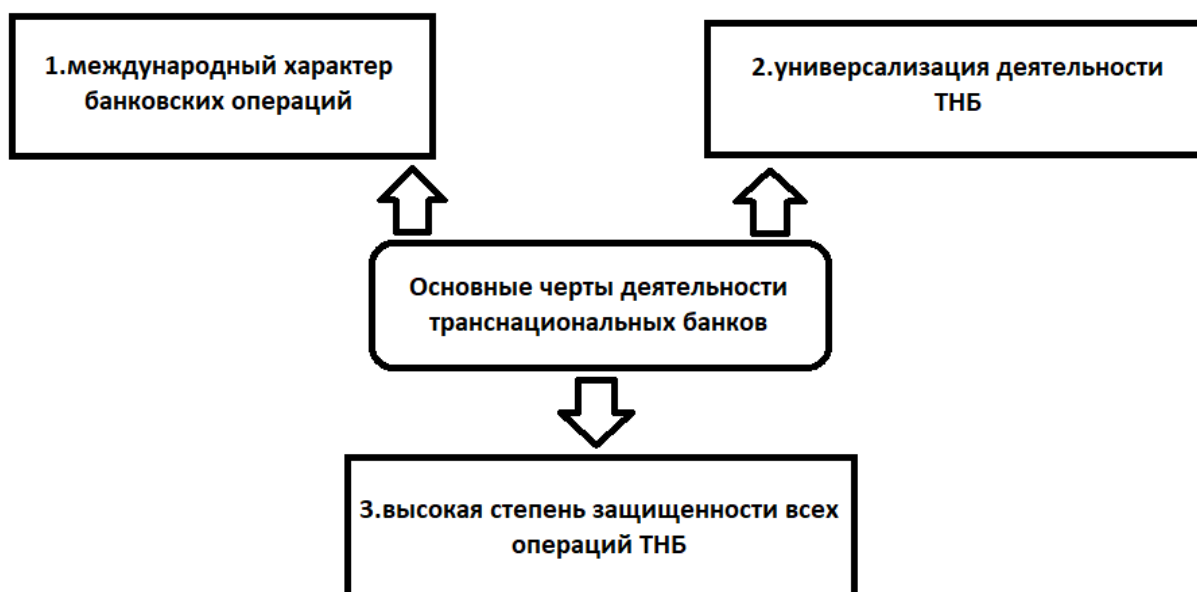 1.международный характер
банковских операций
2.универсализация деятельности
ТНБ
Основные черты деятельности
транснациональных банков
3.высокая степень защищенности всех
операций ТНБ